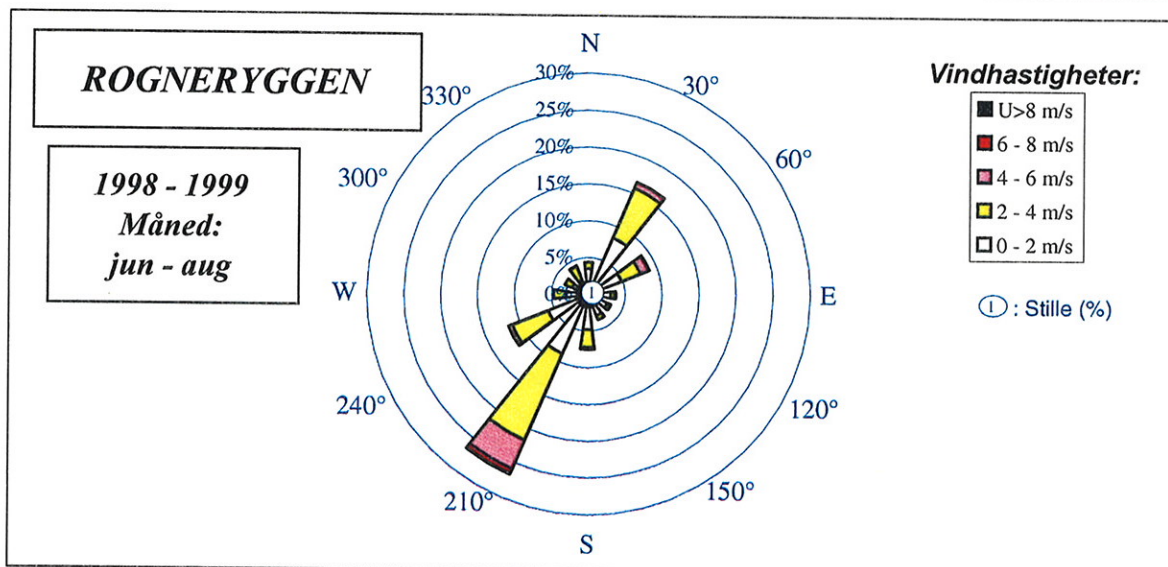 ROGNERYGGEN
1998 - 1999
Måned:
jun - aug
N
30%
25%
20%
15%
10%
5%
0%
30°
60°
E
120°
150°
S
210°
240°
W
300°
330°
I
Vindhastigheter:
U>8 m/s
6 - 8 m/s
4 - 6 m/s
2 - 4 m/s
0 - 2 m/s
I : Stille (%)